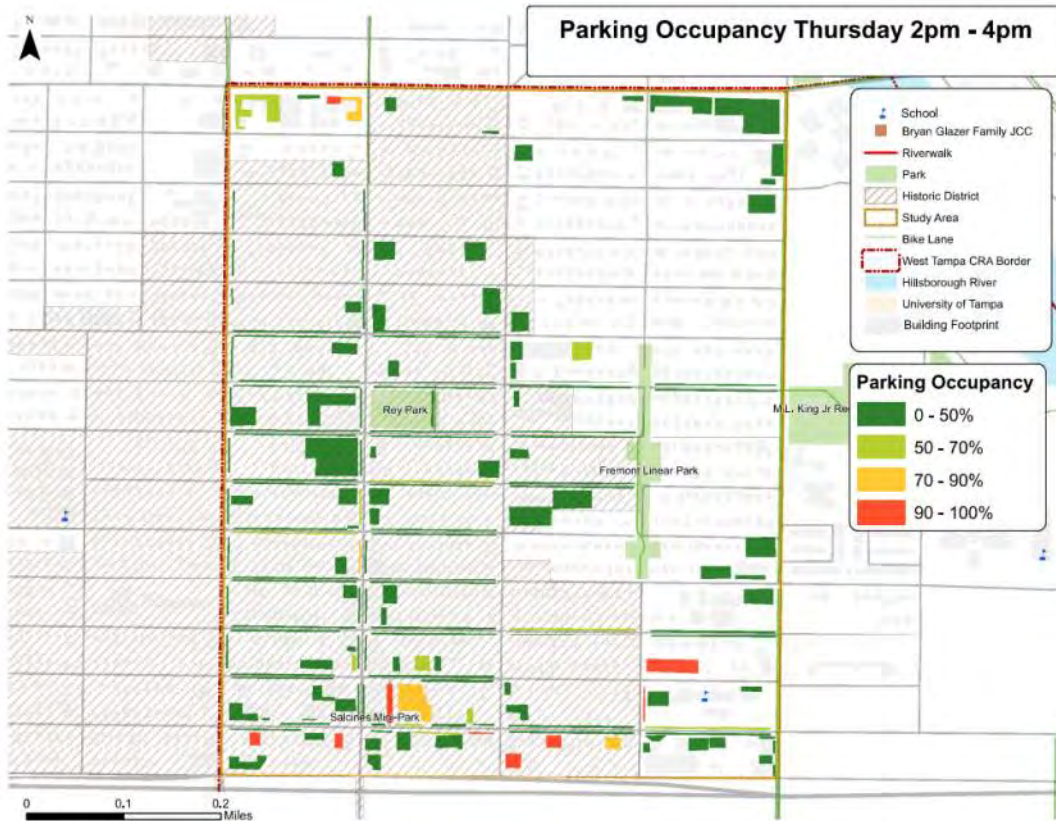 Parking Occupancy Thursday 2pm - 4pm
N
School
Bryan Glazer Family JCC
Riverwalk
Park
Historic District
Study Area
Bike Lane
West Tampa CRA Border
Hillsborough River
University of Tampa
Building Footprint
Parking Occupancy
0 - 50%
50 - 70%
70 - 90%
90 - 100%
Rey Park
M.L. King Jr Re
Fremont Linear Park
Salcines Mini-Park
0 0.1 0.2
Miles